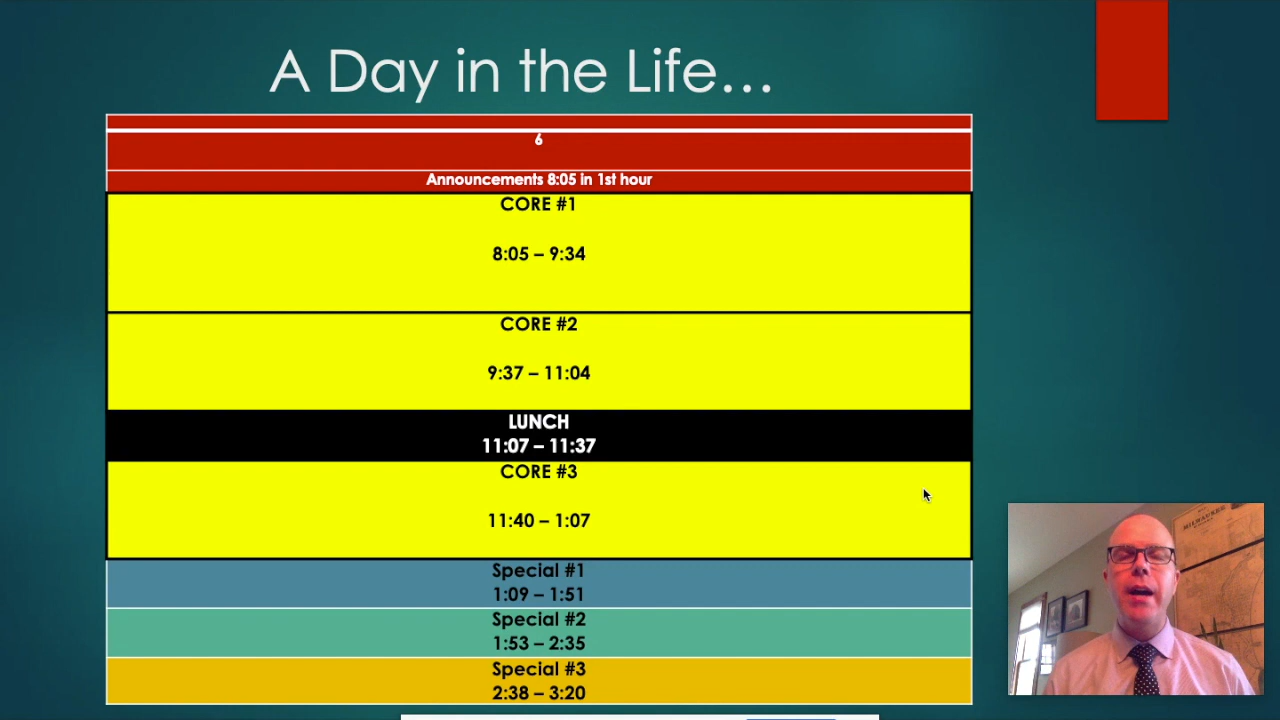 A Day in the Life...
6
Announcements 8:05 in 1st hour
CORE #1
8:05 – 9:34
CORE #2
9:37 – 11:04
LUNCH
11:07 – 11:37
CORE #3
11:40 – 1:07
Special #1
1:09 – 1:51
Special #2
1:53 – 2:35
Special #3
2:38 – 3:20
MILWAUKEE